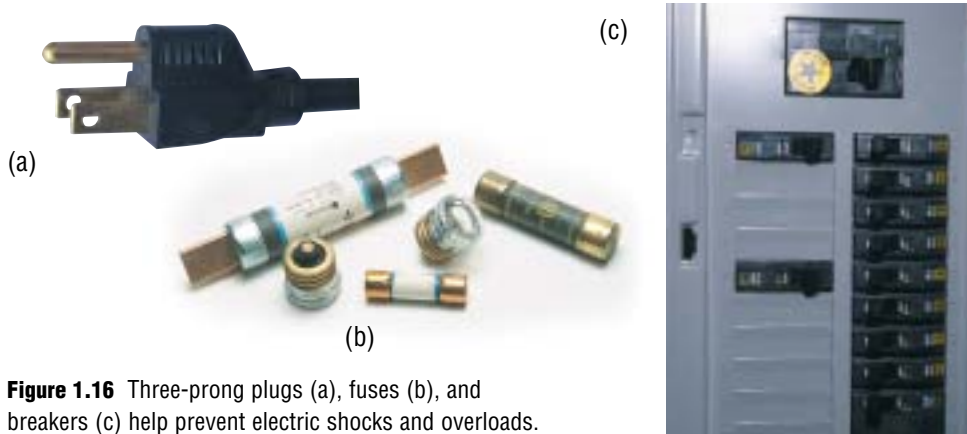 (c)
(a)
(b)
Figure 1.16 Three-prong plugs (a), fuses (b), and
breakers (c) help prevent electric shocks and overloads.